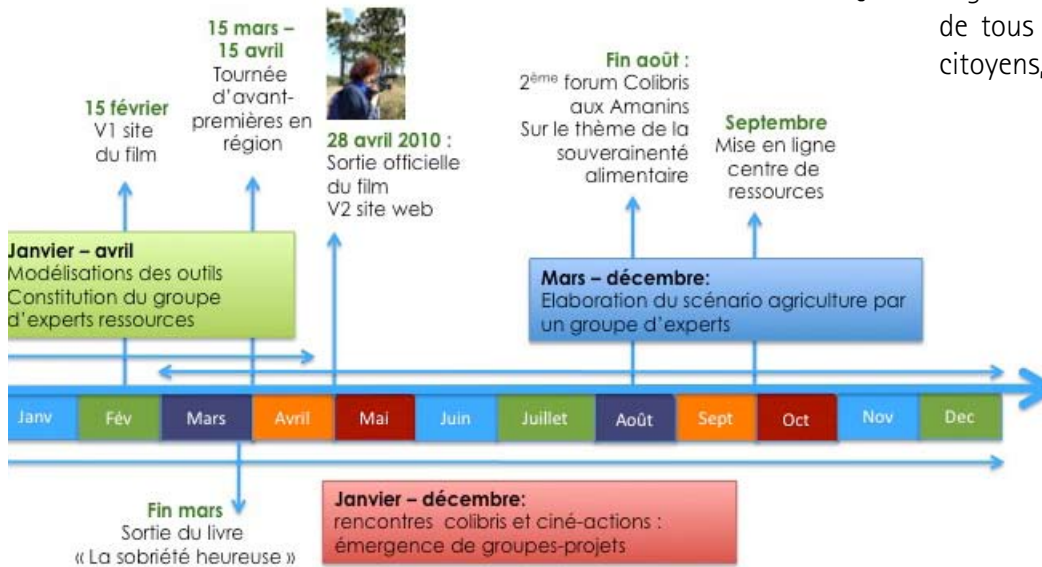 de tous
citoyens,
15 mars –
15 avril
Tournée
d'avant-
premières en
région
15 février
V1 site
du film
28 avril 2010 :
Sortie officielle
du film
V2 site web
Fin août :
2ème forum Colibris
aux Amanins
Sur le thème de la
souverainenté
alimentaire
Septembre
Mise en ligne
centre de
ressources
Janvier – avril
Modélisations des outils
Constitution du groupe
d'experts ressources
Mars – décembre:
Elaboration du scénario agriculture par
un groupe d'experts
Janv Fév Mars Avril Mai Juin Juillet Août Sept Oct Nov Dec
Fin mars
Sortie du livre
« La sobriété heureuse »
Janvier – décembre:
rencontres colibris et ciné-actions :
émergence de groupes-projets